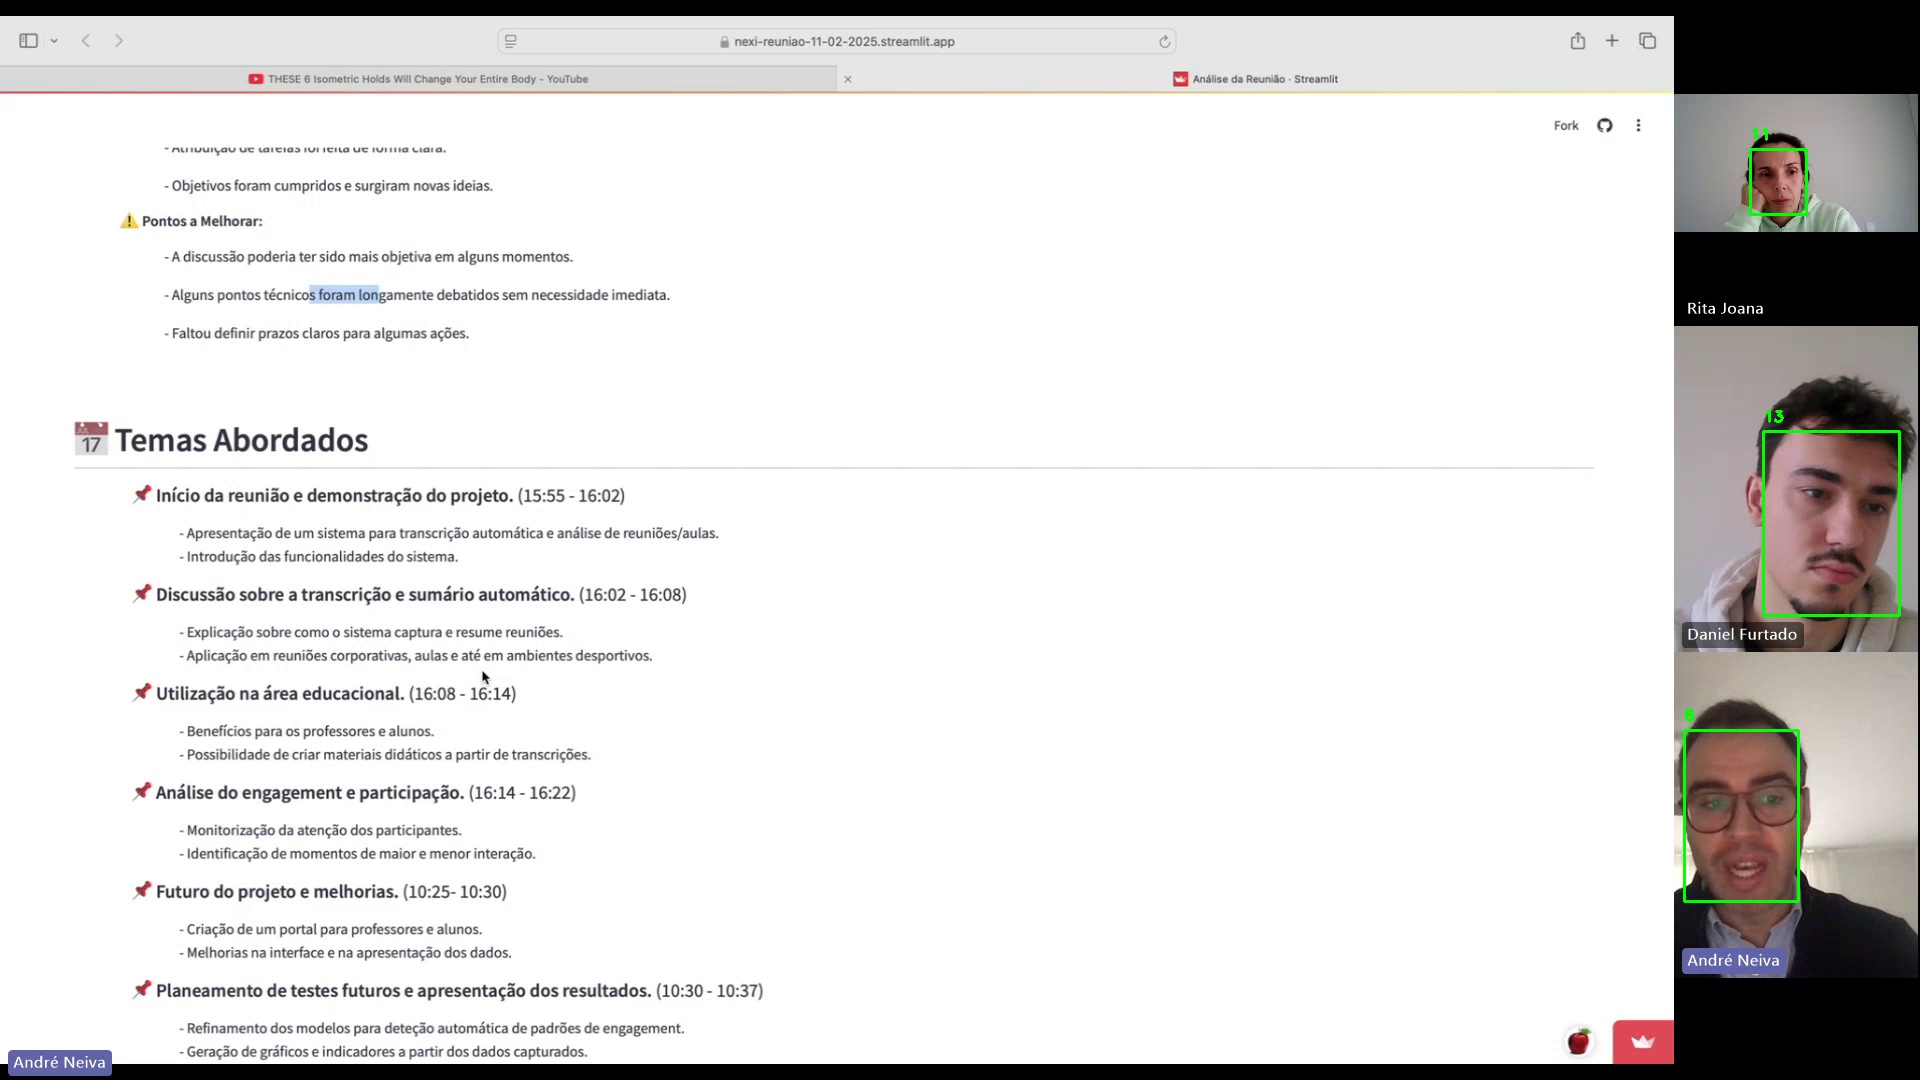 nexi-reuniao-11-02-2025.streamlit.app
THESE 6 Isometric Holds Will Change Your Entire Body - YouTube
Análise da Reunião · Streamlit
Fork
- Atribuição de tarefas foi feita de forma clara.
- Objetivos foram cumpridos e surgiram novas ideias.
Pontos a Melhorar:
- A discussão poderia ter sido mais objetiva em alguns momentos.
- Alguns pontos técnicos foram longamente debatidos sem necessidade imediata.
- Faltou definir prazos claros para algumas ações.
JUL
17
Temas Abordados
Início da reunião e demonstração do projeto. (15:55 - 16:02)
- Apresentação de um sistema para transcrição automática e análise de reuniões/aulas.
- Introdução das funcionalidades do sistema.
Discussão sobre a transcrição e sumário automático. (16:02 - 16:08)
- Explicação sobre como o sistema captura e resume reuniões.
- Aplicação em reuniões corporativas, aulas e até em ambientes desportivos.
Utilização na área educacional. (16:08 - 16:14)
- Benefícios para os professores e alunos.
- Possibilidade de criar materiais didáticos a partir de transcrições.
Análise do engagement e participação. (16:14 - 16:22)
- Monitorização da atenção dos participantes.
- Identificação de momentos de maior e menor interação.
Futuro do projeto e melhorias. (10:25- 10:30)
- Criação de um portal para professores e alunos.
- Melhorias na interface e na apresentação dos dados.
Planeamento de testes futuros e apresentação dos resultados. (10:30 - 10:37)
- Refinamento dos modelos para deteção automática de padrões de engagement.
- Geração de gráficos e indicadores a partir dos dados capturados.
André Neiva
11
Rita Joana
13
Daniel Furtado
6
André Neiva